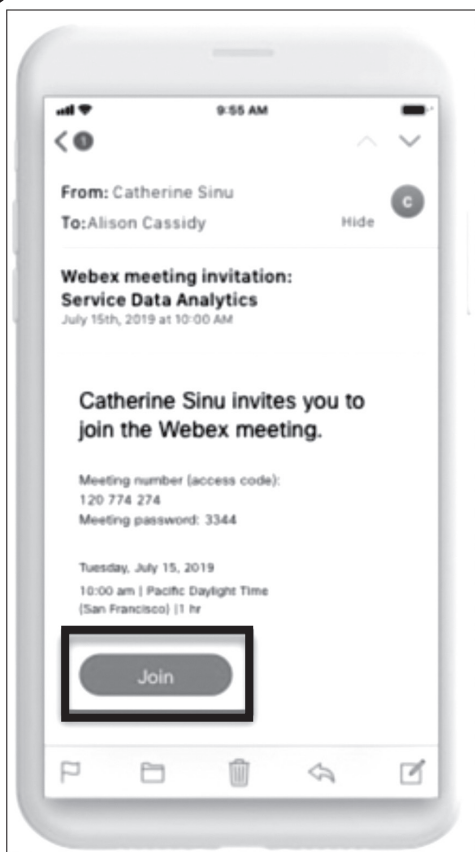 9:55 AM
1
From: Catherine Sinu
C
To:Alison Cassidy
Hide
Webex meeting invitation:
Service Data Analytics
July 15th, 2019 at 10:00 AM
Catherine Sinu invites you to
join the Webex meeting.
Meeting number (access code):
120 774 274
Meeting password: 3344
Tuesday, July 15, 2019
10:00 am | Pacific Daylight Time
(San Francisco) |1 hr
Join